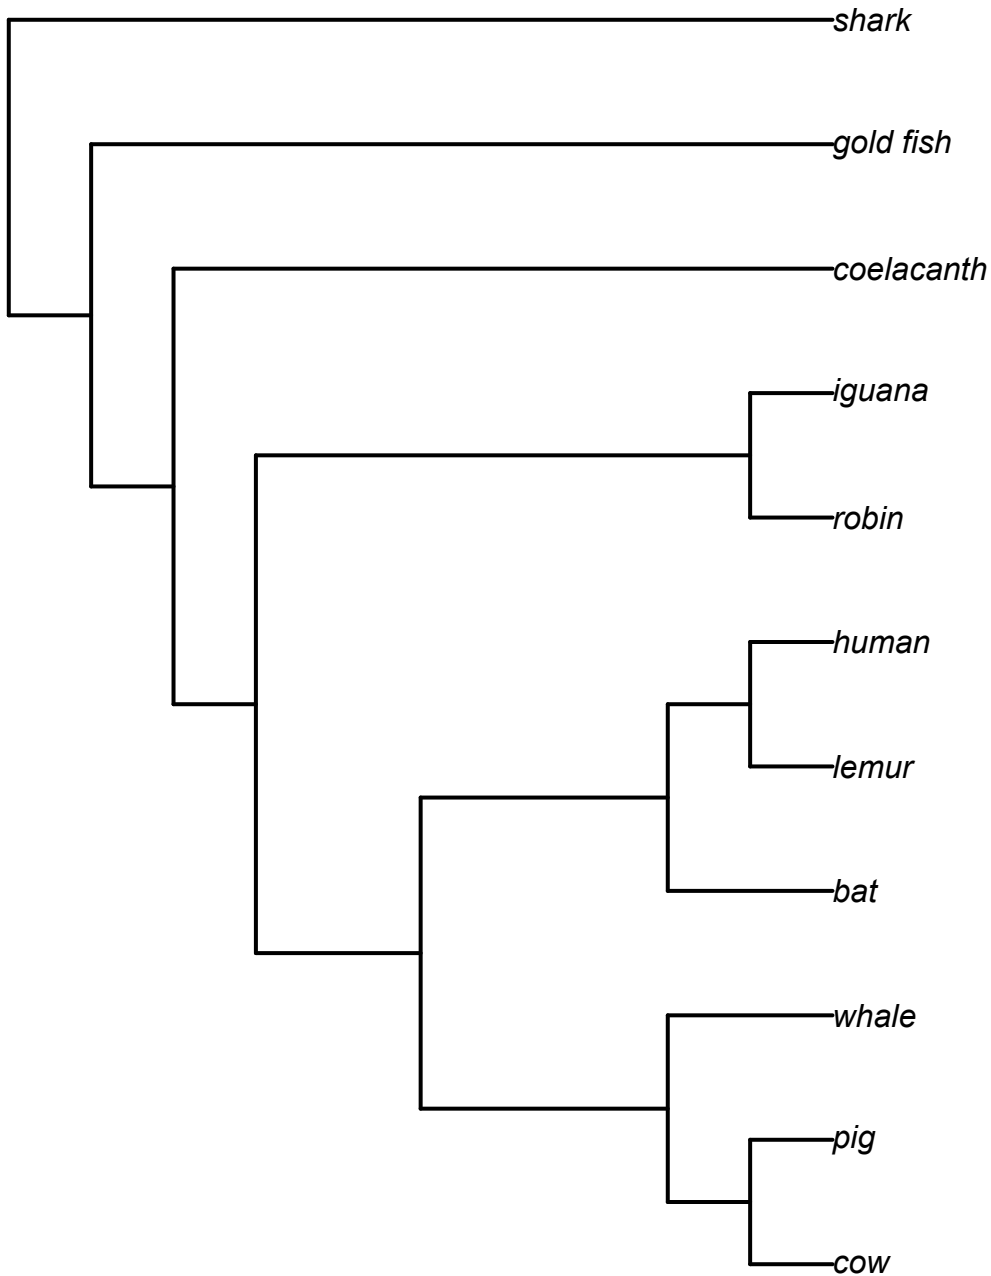 shark
gold fish
coelacanth
iguana
robin
human
lemur
bat
whale
pig
cow